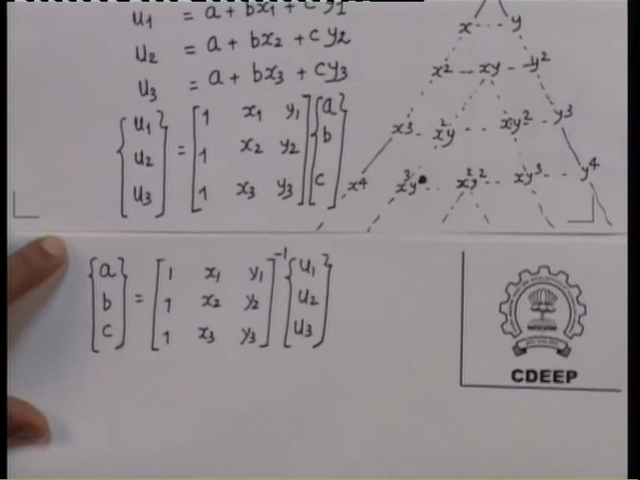 u1 = a + bx1 + cy1
u2 = a + bx2 + cy2
u3 = a + bx3 + cy3
{u1 u2 u3} = [1 x1 y1 1 x2 y2 1 x3 y3] {a b c}
x y
x2 xy y2
x3 x2y xy2 y3
x4 x3y x2y2 xy3 y4
{a b c} = [1 x1 y1 1 x2 y2 1 x3 y3]-1 {u1 u2 u3}
CDEEP